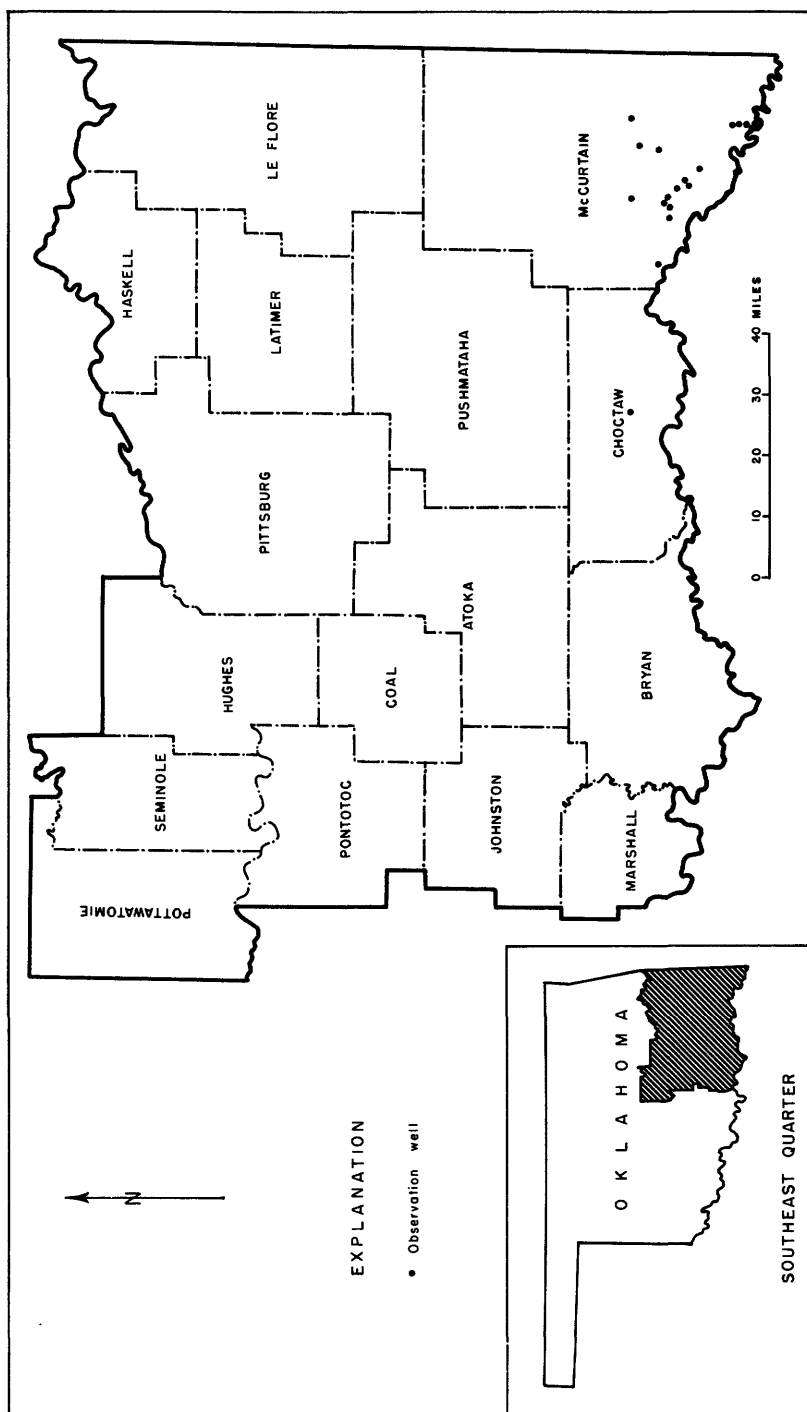 POTTAWATOMIE
SEMINOLE
HUGHES
PITTSBURG
HASKELL
LE FLORE
LATIMER
PONTOTOC
COAL
ATOKA
PUSHMATAHA
McCURTAIN
JOHNSTON
MARSHALL
BRYAN
CHOCTAW
0 10 20 30 40 MILES
N
EXPLANATION
• Observation well
OKLAHOMA
SOUTHEAST QUARTER